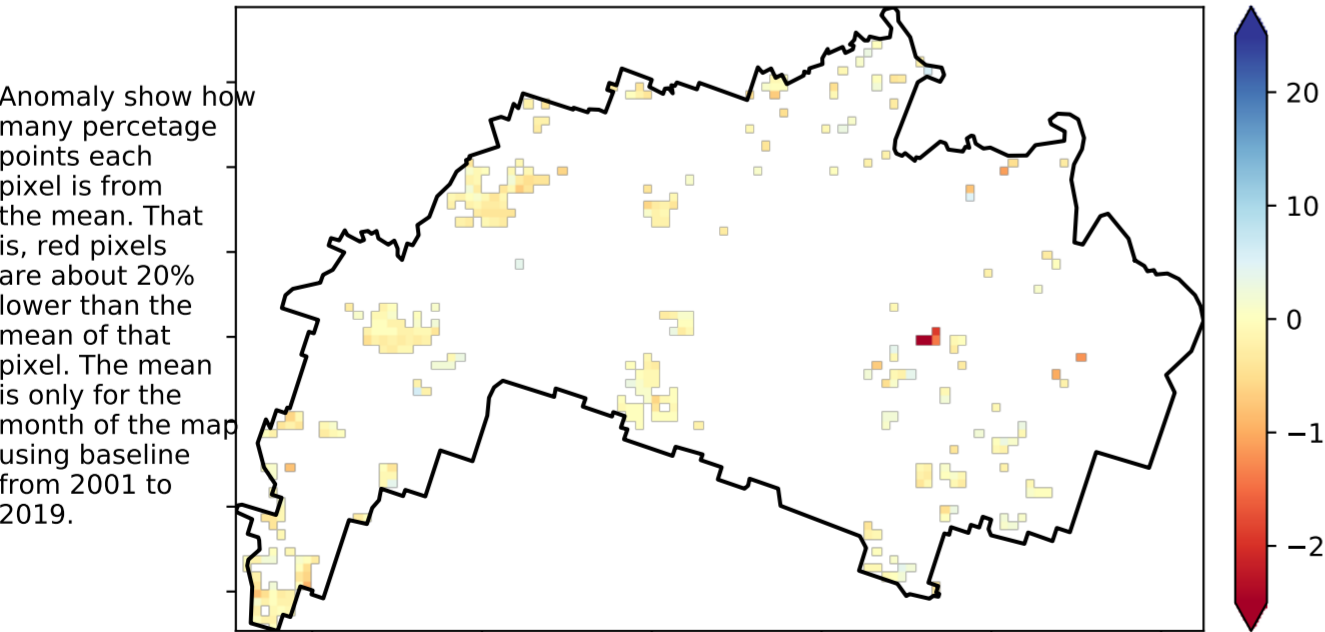 Anomaly show how
many percetage
points each
pixel is from
the mean. That
is, red pixels
are about 20%
lower than the
mean of that
pixel. The mean
is only for the
month of the map
using baseline
from 2001 to
2019.
20
10
0
−1
−2